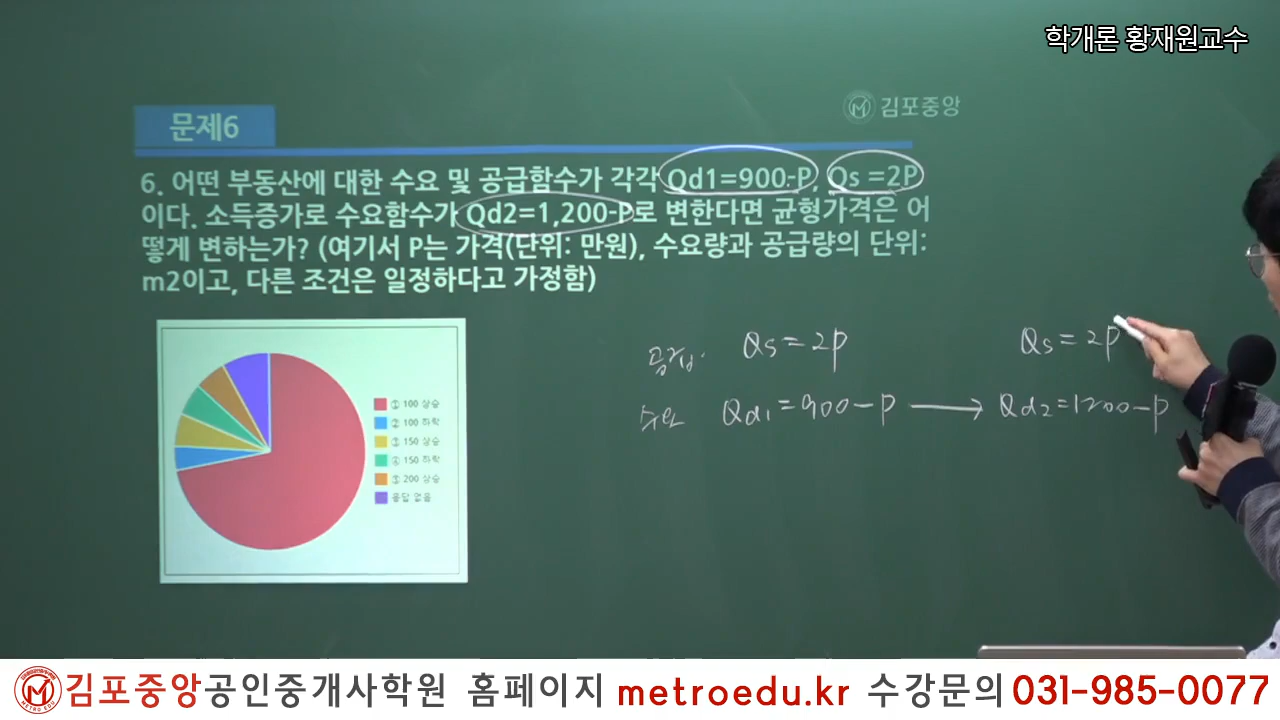 학개론 황재원교수
김포중앙
문제6
6. 어떤 부동산에 대한 수요 및 공급함수가 각각 Qd1=900-P, Qs =2P
이다. 소득증가로 수요함수가 Qd2=1,200-P로 변한다면 균형가격은 어
떻게 변하는가? (여기서 P는 가격(단위: 만원), 수요량과 공급량의 단위:
m2이고, 다른 조건은 일정하다고 가정함)
① 100 상승
② 100 하락
③ 150 상승
④ 150 하락
⑤ 200 상승
응답 없음
Qs = 2P
Qs = 2P
Qd1 = 900 - P → Qd2 = 1200 - P
김포중앙공인중개사학원 홈페이지 metroedu.kr 수강문의 031-985-0077